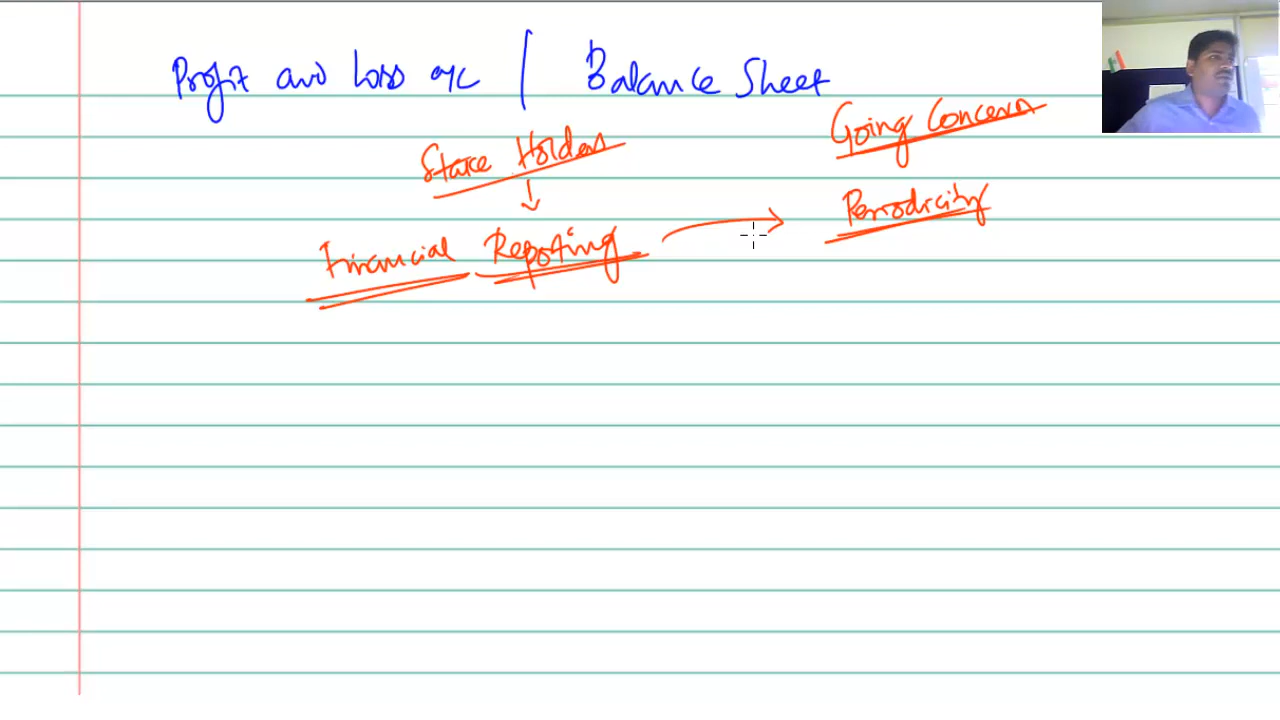 Profit and Loss a/c | Balance Sheet
Going Concern
Stake Holders
Periodicity
Financial Reporting